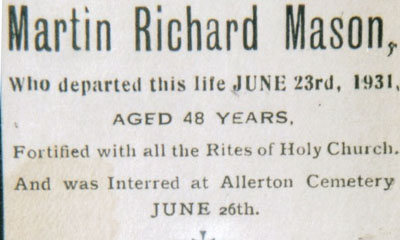 Martin Richard Mason,
Who departed this life JUNE 23rd, 1931,
AGED 48 YEARS,
Fortified with all the Rites of Holy Church.
And was Interred at Allerton Cemetery
JUNE 26th.